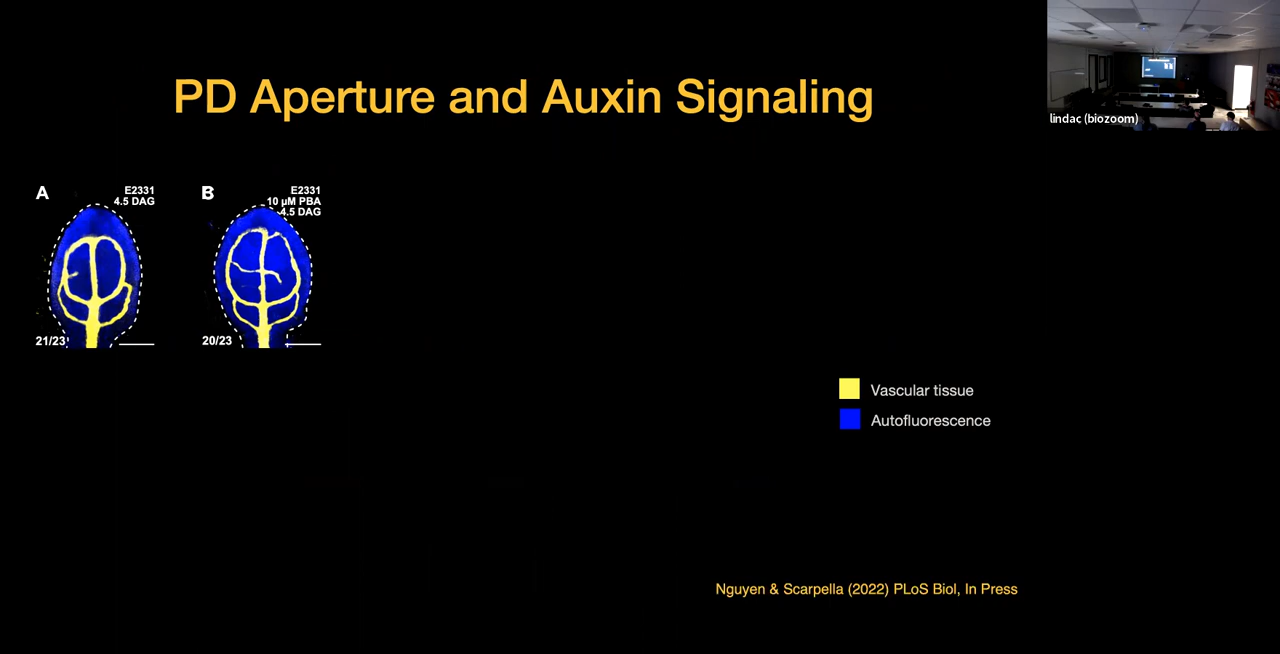 PD Aperture and Auxin Signaling
lindac (biozoom)
A
E2331
4.5 DAG
21/23
B
E2331
10 µM PBA
4.5 DAG
20/23
Vascular tissue
Autofluorescence
Nguyen & Scarpella (2022) PLoS Biol, In Press